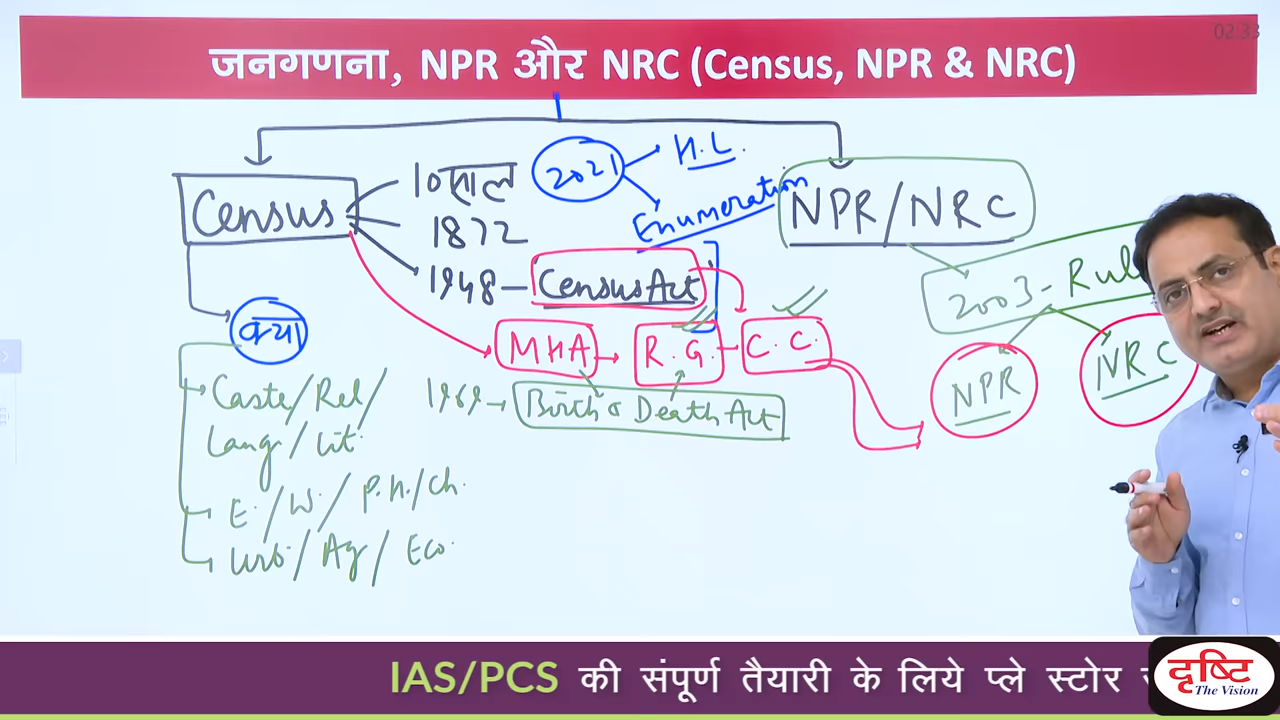 02:33
जनगणना, NPR और NRC (Census, NPR & NRC)
Census
10 साल
1872
1948 – Census Act
2021
H.L.
Enumeration
NPR/NRC
2003 - Rul
NPR
NRC
MHA
R.G.
C.C.
1969 → Birth & Death Act
क्या
Caste/Rel/
Lang/Lit.
E./W./P.H./Ch.
Urb/Ag/Eco.
IAS/PCS की संपूर्ण तैयारी के लिये प्ले स्टोर
दृष्टि
The Vision